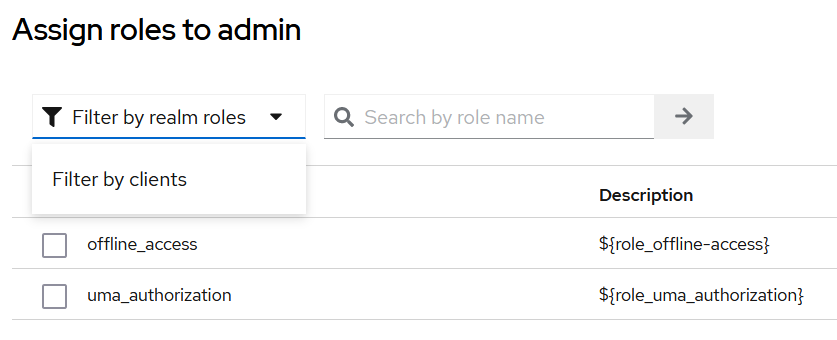 Assign roles to admin
Filter by realm roles
Search by role name
Filter by clients
Description
offline_access ${role_offline-access}
uma_authorization ${role_uma_authorization}